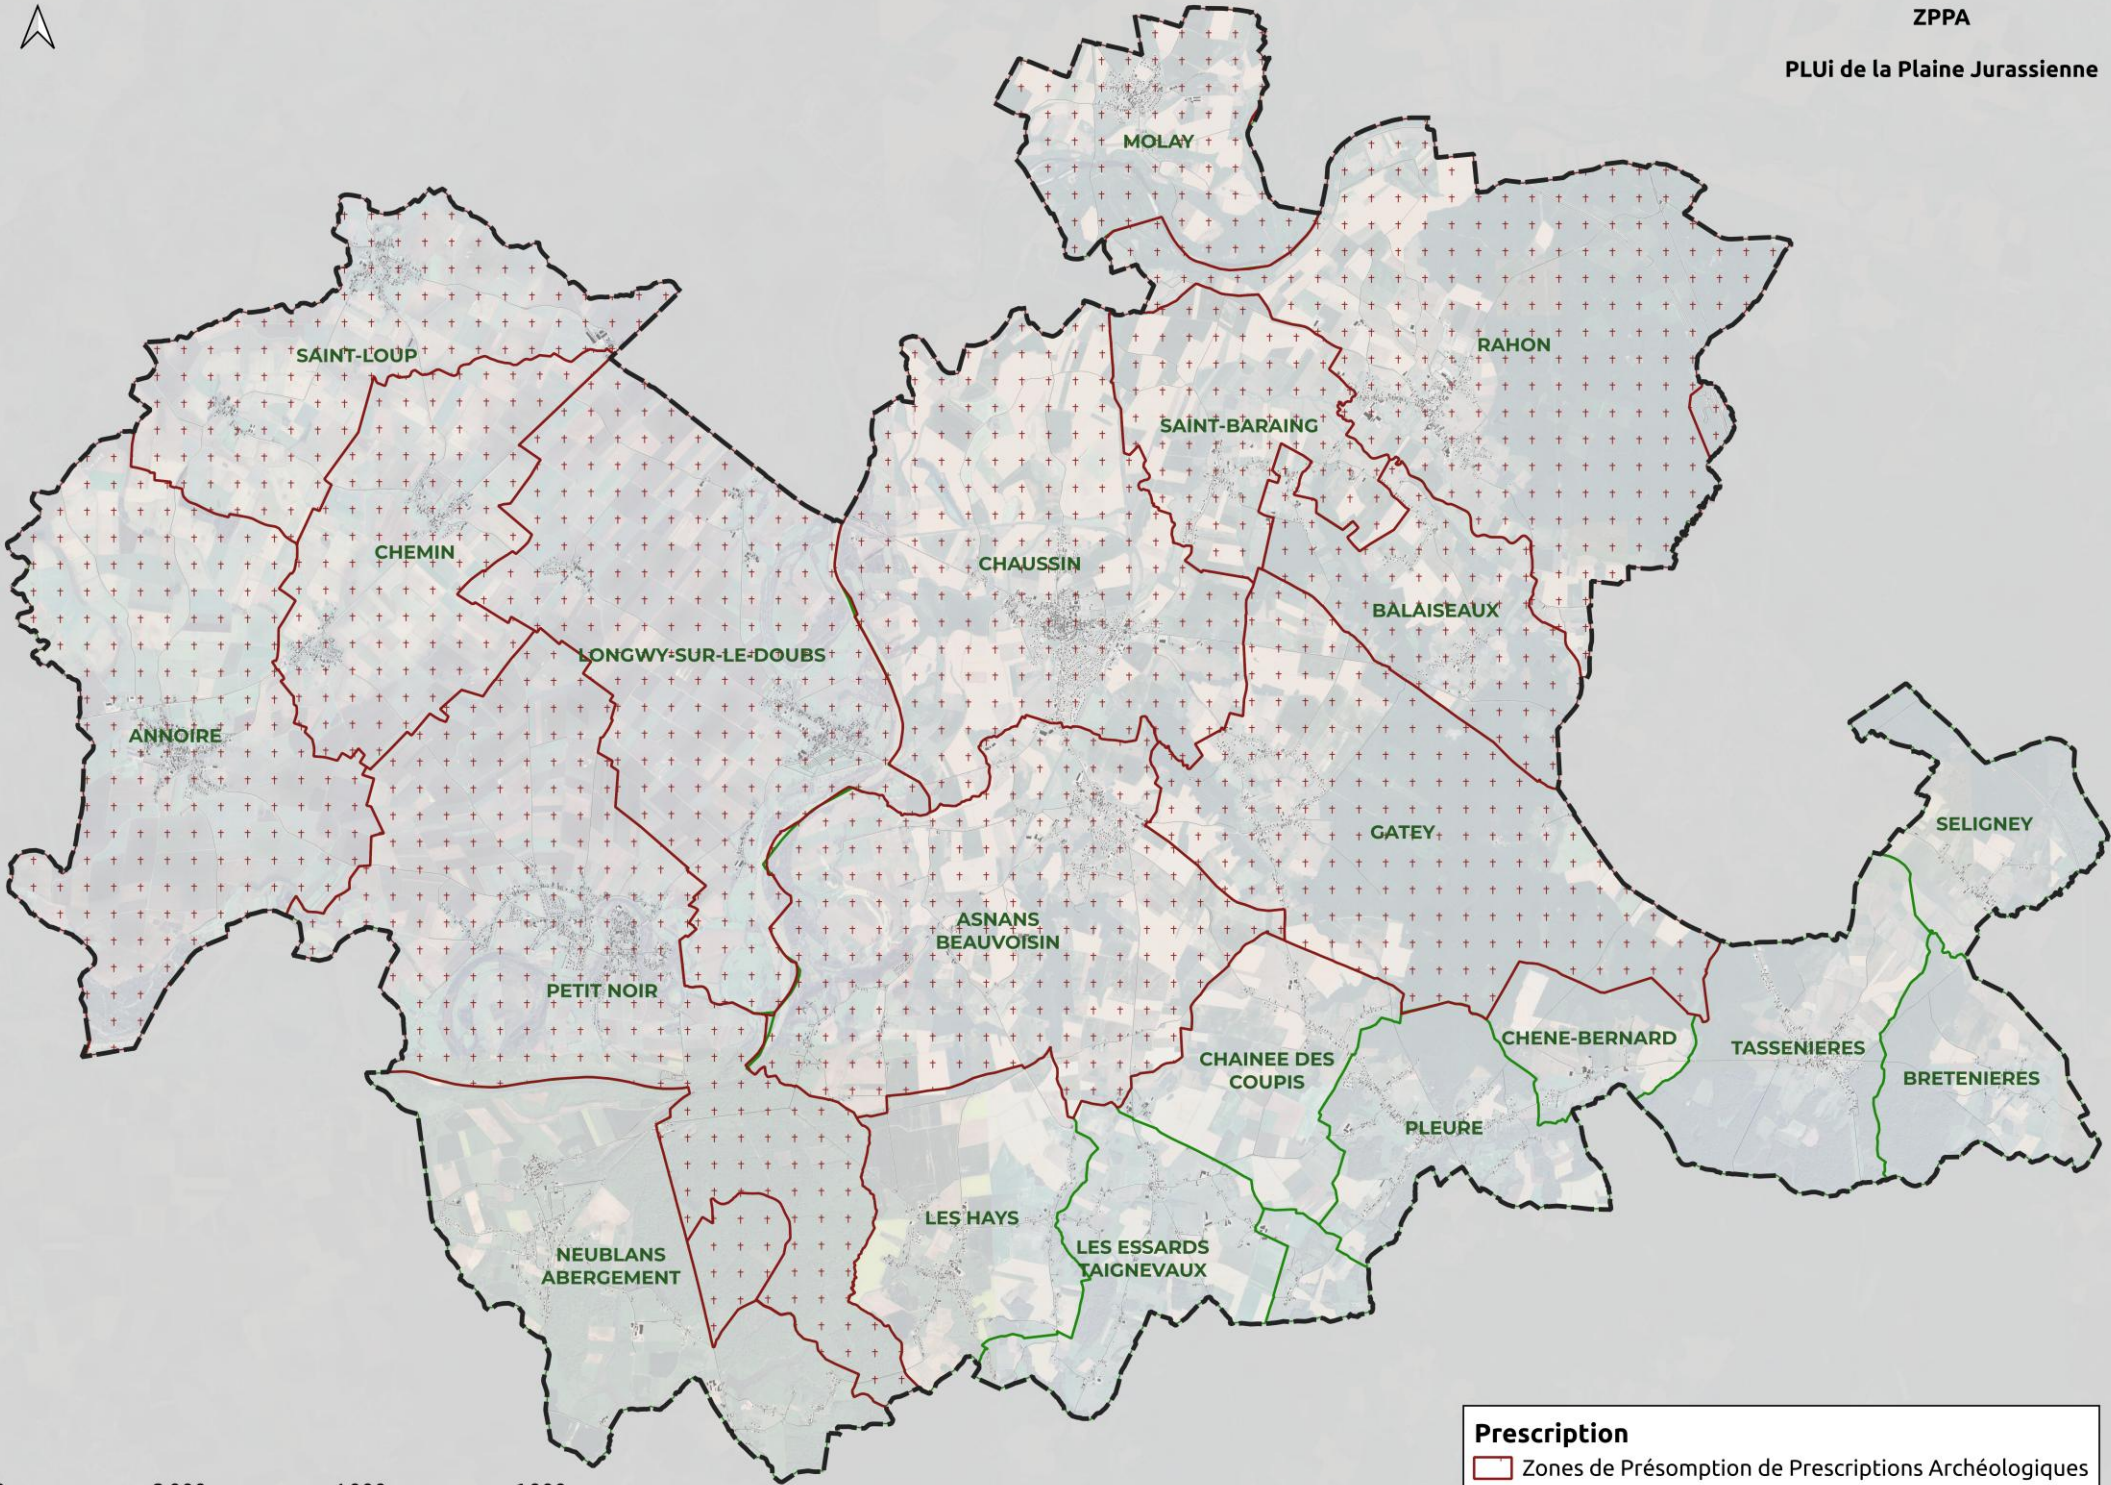 ZPPA
PLUi de la Plaine Jurassienne
MOLAY
RAHON
SAINT-LOUP
SAINT-BARAING
CHEMIN
CHAUSSIN
BALAISEAUX
LONGWY-SUR-LE-DOUBS
ANNOIRE
GATEY
SELIGNEY
ASNANS
BEAUVOISIN
PETIT NOIR
CHENE-BERNARD
TASSENIERES
CHAINEE DES
COUPIS
BRETENIERES
PLEURE
LES HAYS
LES ESSARDS
TAIGNEVAUX
NEUBLANS
ABERGEMENT
Prescription
Zones de Présomption de Prescriptions Archéologiques